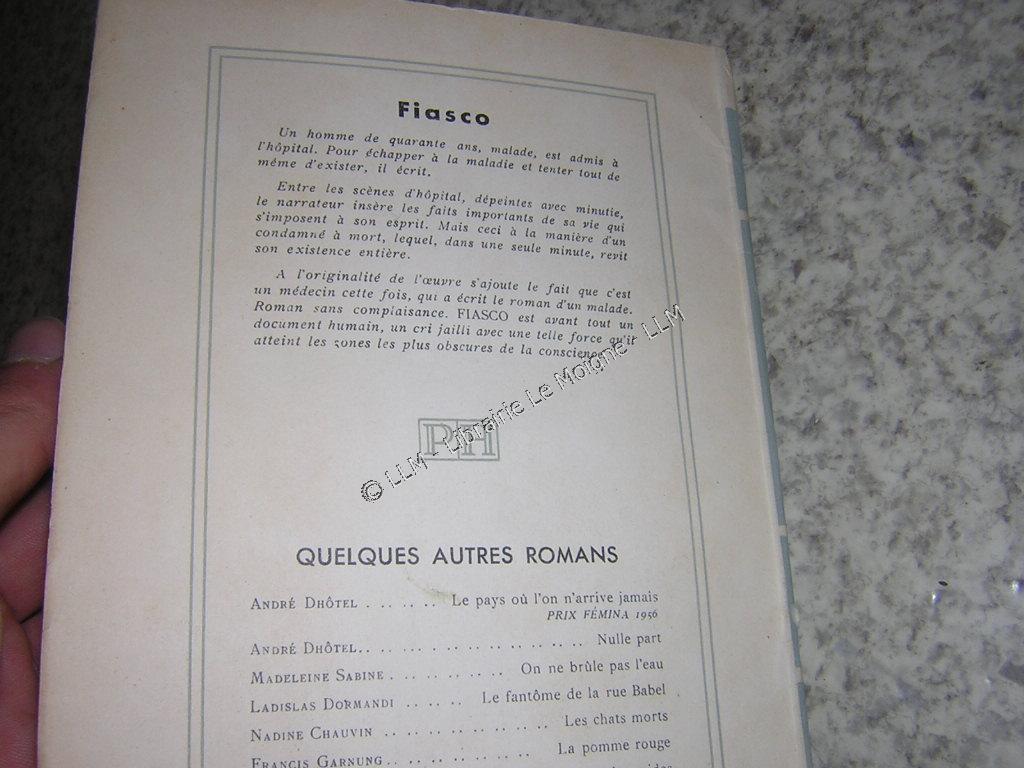 Fiasco
Un homme de quarante ans, malade, est admis à
l'hôpital. Pour échapper à la maladie et tenter tout de
même d'exister, il écrit.
Entre les scènes d'hôpital, dépeintes avec minutie,
le narrateur insère les faits importants de sa vie qui
s'imposent à son esprit. Mais ceci à la manière d'un
condamné à mort, lequel, dans une seule minute, revit
son existence entière.
A l'originalité de l'œuvre s'ajoute le fait que c'est
un médecin cette fois, qui a écrit le roman d'un malade.
Roman sans complaisance. FIASCO est avant tout un
document humain, un cri jailli avec une telle force qu'il
atteint les zones les plus obscures de la conscience
PH
© LLM - Librairie Le Moigne - LLM
QUELQUES AUTRES ROMANS
ANDRÉ DHÔTEL . .. .. .. Le pays où l'on n'arrive jamais
PRIX FÉMINA 1956
ANDRÉ DHÔTEL. .. .. .. .. .. .. .. .. .. .. Nulle part
MADELEINE SABINE . .. .. .. .. .. On ne brûle pas l'eau
LADISLAS DORMANDI .. .. .. Le fantôme de la rue Babel
NADINE CHAUVIN .. .. .. .. .. .. .. .. Les chats morts
FRANCIS GARNUNG. .. .. .. .. .. .. .. La pomme rouge